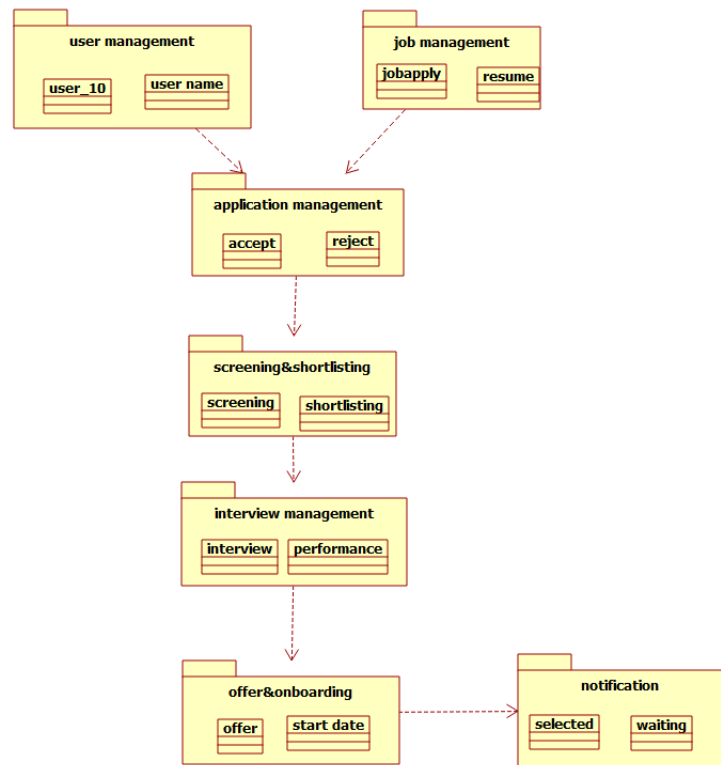 user management
user_10
user name
job management
jobapply
resume
application management
accept
reject
screening&shortlisting
screening
shortlisting
interview management
interview
performance
offer&onboarding
offer
start date
notification
selected
waiting